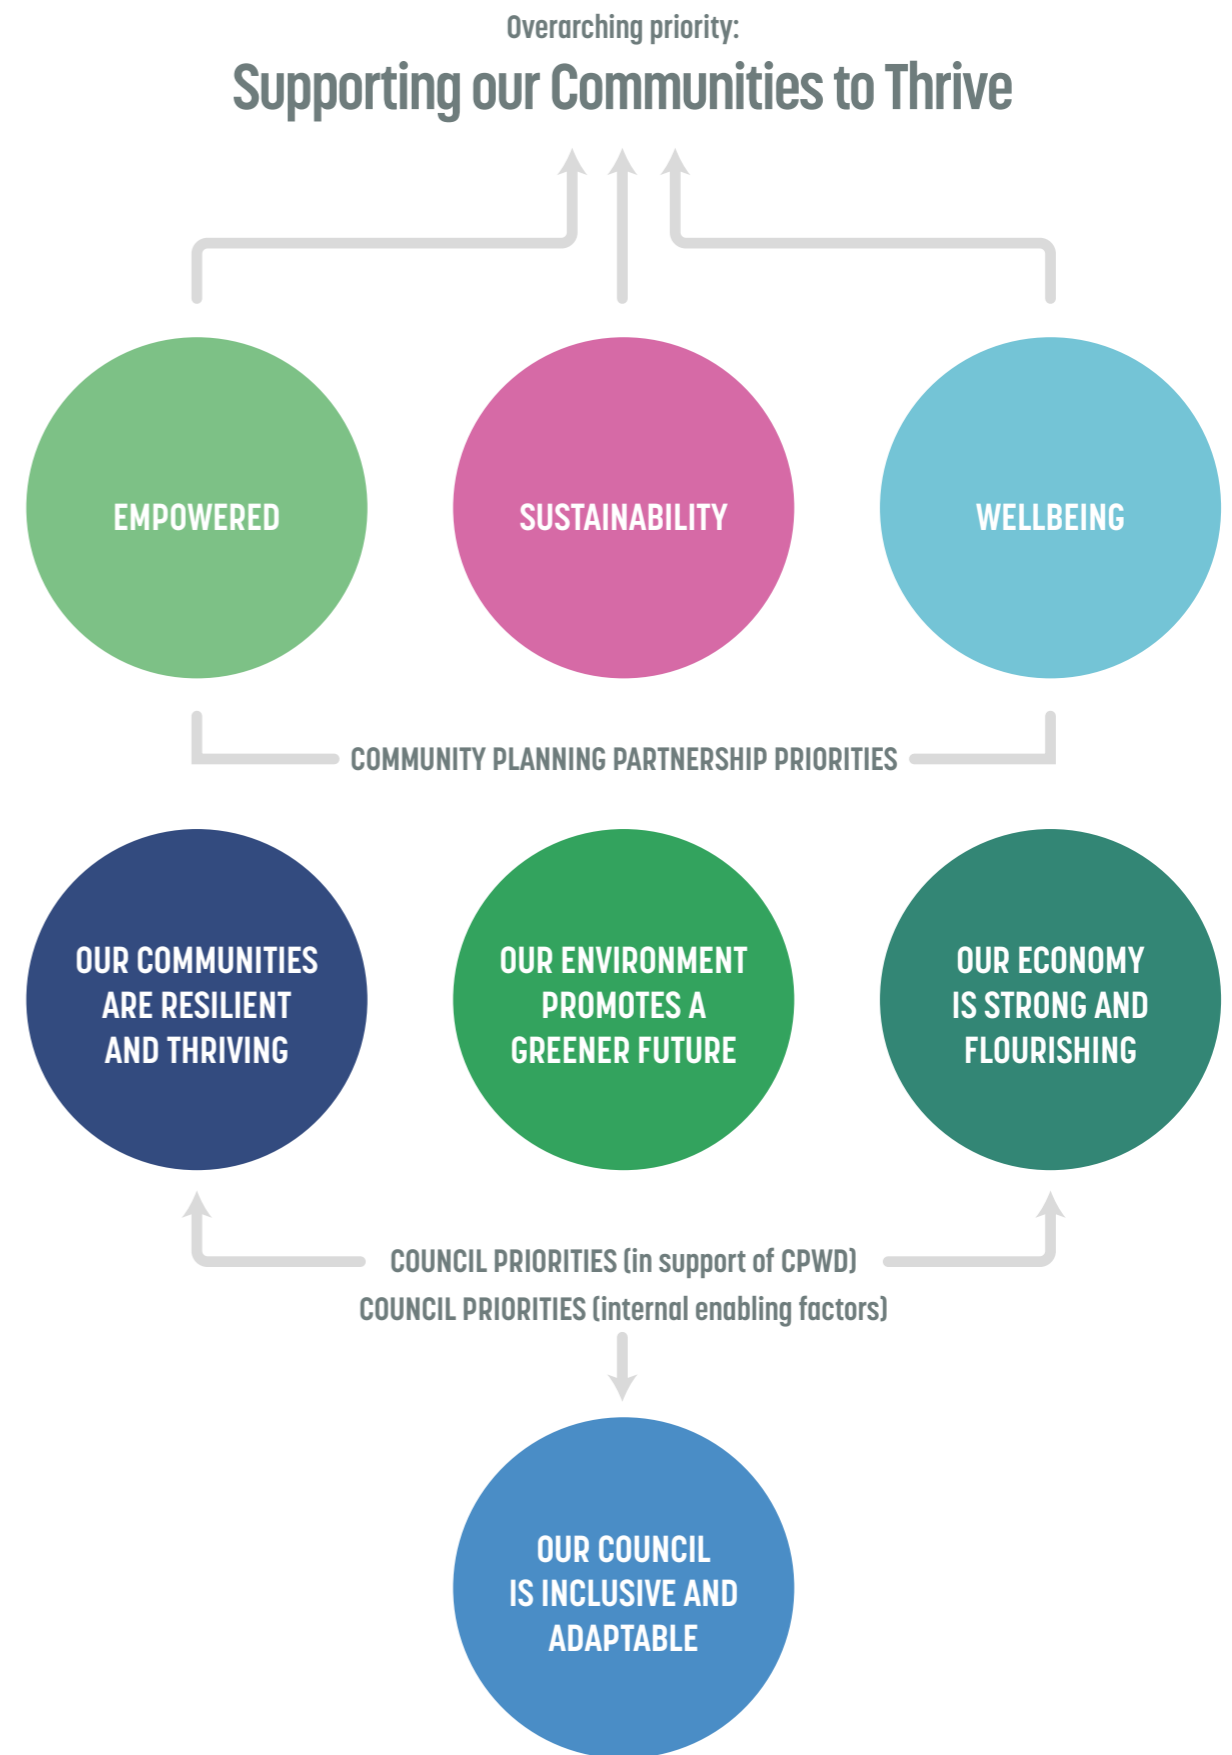 Overarching priority:
Supporting our Communities to Thrive
EMPOWERED
SUSTAINABILITY
WELLBEING
COMMUNITY PLANNING PARTNERSHIP PRIORITIES
OUR COMMUNITIES
ARE RESILIENT
AND THRIVING
OUR ENVIRONMENT
PROMOTES A
GREENER FUTURE
OUR ECONOMY
IS STRONG AND
FLOURISHING
COUNCIL PRIORITIES (in support of CPWD)
COUNCIL PRIORITIES (internal enabling factors)
OUR COUNCIL
IS INCLUSIVE AND
ADAPTABLE